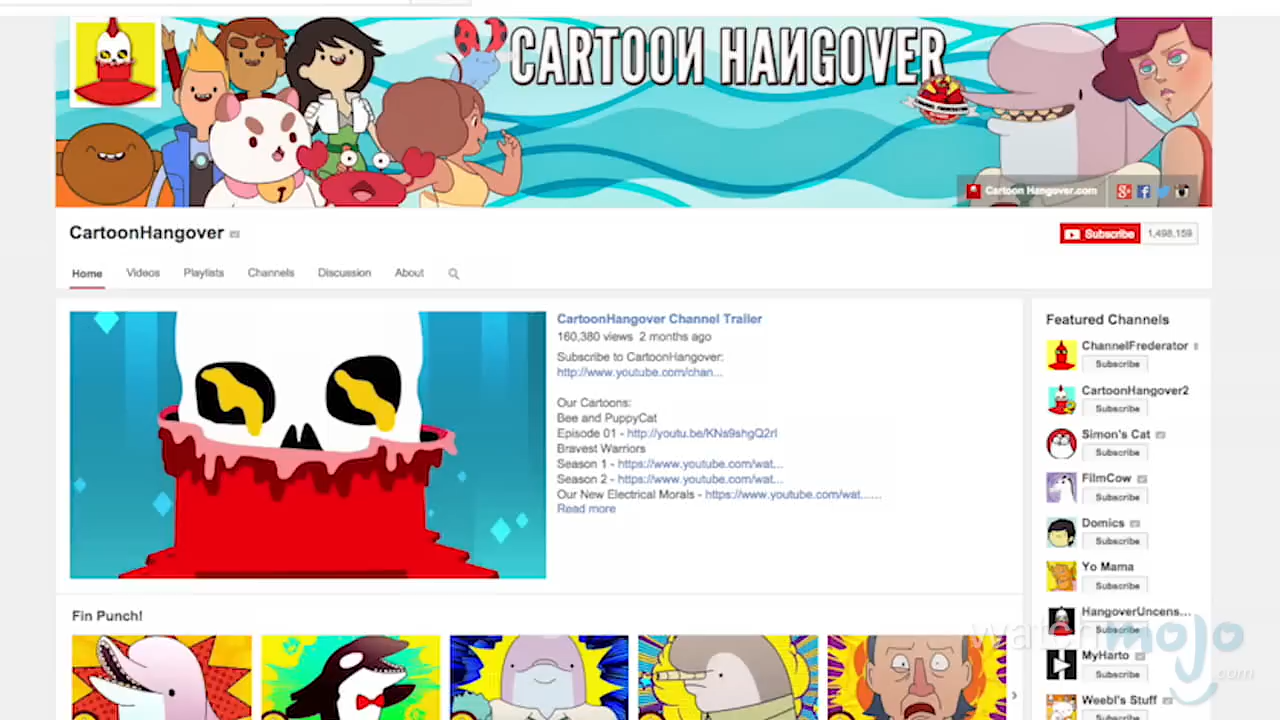 CARTOON HANGOVER
Cartoon Hangover.com
CartoonHangover
Subscribe 1,498,159
Home Videos Playlists Channels Discussion About
CartoonHangover Channel Trailer
160,380 views 2 months ago
Subscribe to CartoonHangover:
http://www.youtube.com/chan...
Our Cartoons:
Bee and PuppyCat
Episode 01 - http://youtu.be/KNs9shgQ2rI
Bravest Warriors
Season 1 - https://www.youtube.com/wat...
Season 2 - https://www.youtube.com/wat...
Our New Electrical Morals - https://www.youtube.com/wat......
Read more
Fin Punch!
Featured Channels
ChannelFrederator
Subscribe
CartoonHangover2
Subscribe
Simon's Cat
Subscribe
FilmCow
Subscribe
Domics
Subscribe
Yo Mama
Subscribe
HangoverUncens...
Subscribe
MyHarto
Subscribe
Weebl's Stuff
Subscribe
watchmojo
.com